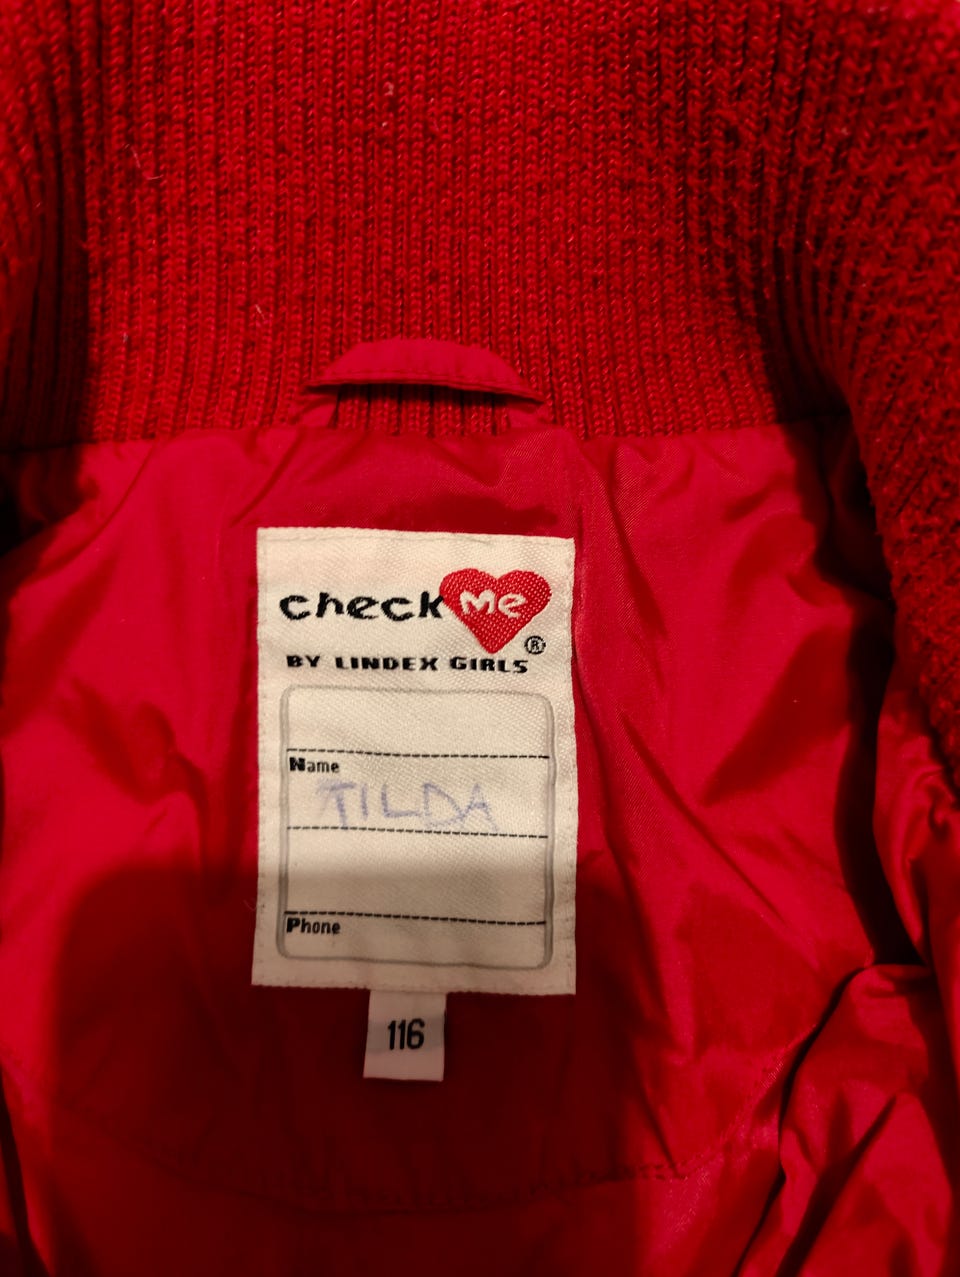 check me ®
BY LINDEX GIRLS
Name
TILDA
Phone
116